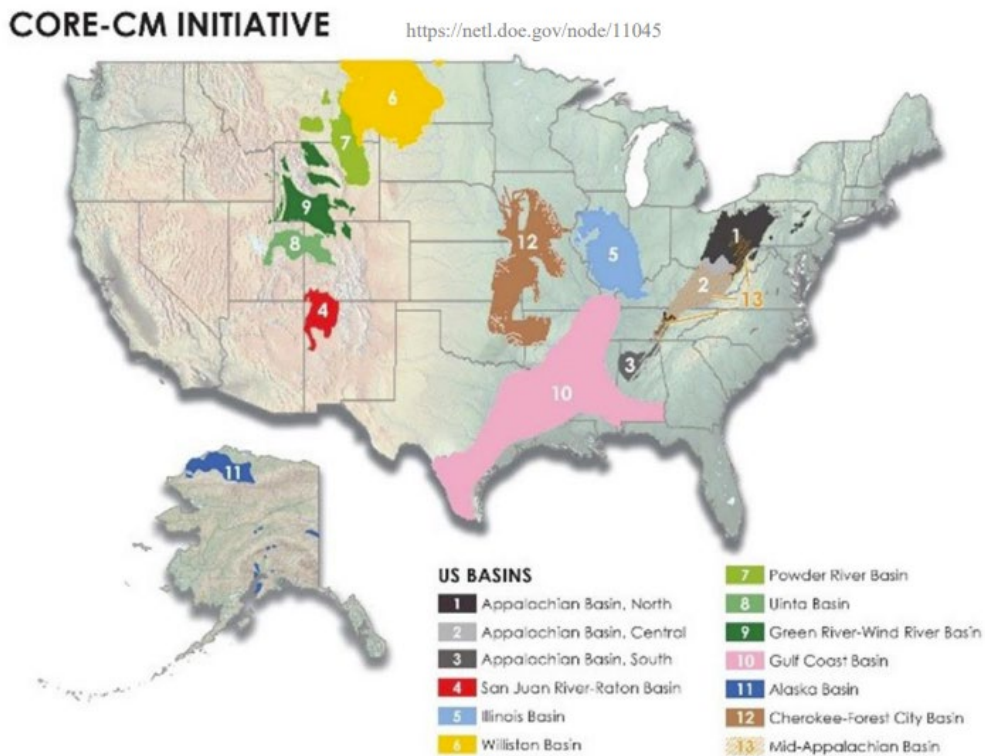 CORE-CM INITIATIVE
https://netl.doe.gov/node/11045
6
7
9
8
12
5
1
2
13
4
3
10
11
US BASINS
1 Appalachian Basin, North
2 Appalachian Basin, Central
3 Appalachian Basin, South
4 San Juan River-Raton Basin
5 Illinois Basin
6 Williston Basin
7 Powder River Basin
8 Uinta Basin
9 Green River-Wind River Basin
10 Gulf Coast Basin
11 Alaska Basin
12 Cherokee-Forest City Basin
13 Mid-Appalachian Basin